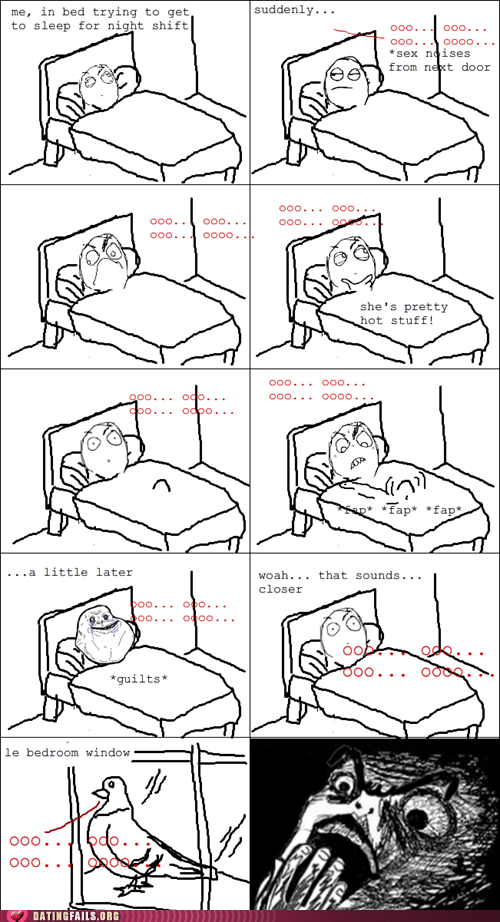 me, in bed trying to get
to sleep for night shift
suddenly...
ooo... ooo...
ooo... oooo...
*sex noises
from next door
ooo... ooo...
ooo... oooo...
ooo... ooo...
ooo... oooo...
she's pretty
hot stuff!
ooo... ooo...
ooo... oooo...
ooo... ooo...
ooo... oooo...
*fap* *fap* *fap*
...a little later
ooo... ooo...
ooo... oooo...
*guilts*
woah... that sounds...
closer
ooo... ooo...
ooo... oooo...
le bedroom window
ooo... ooo...
ooo... oooo...
DATINGFAILS.ORG